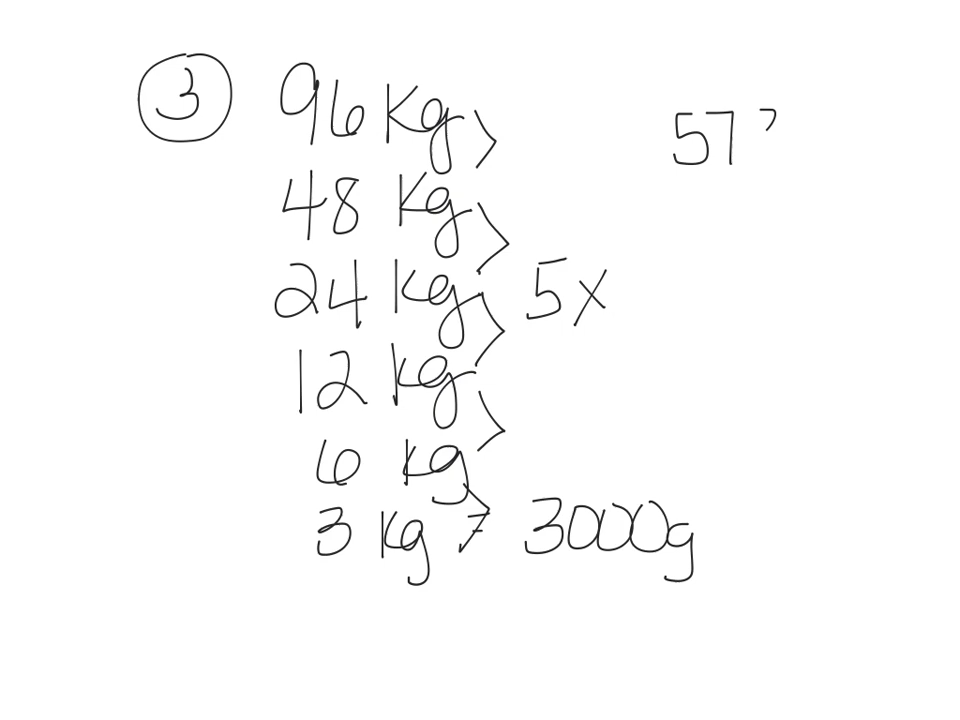 3 96 Kg 57
48 Kg
24 Kg 5x
12 kg
6 kg
3 Kg = 3000g